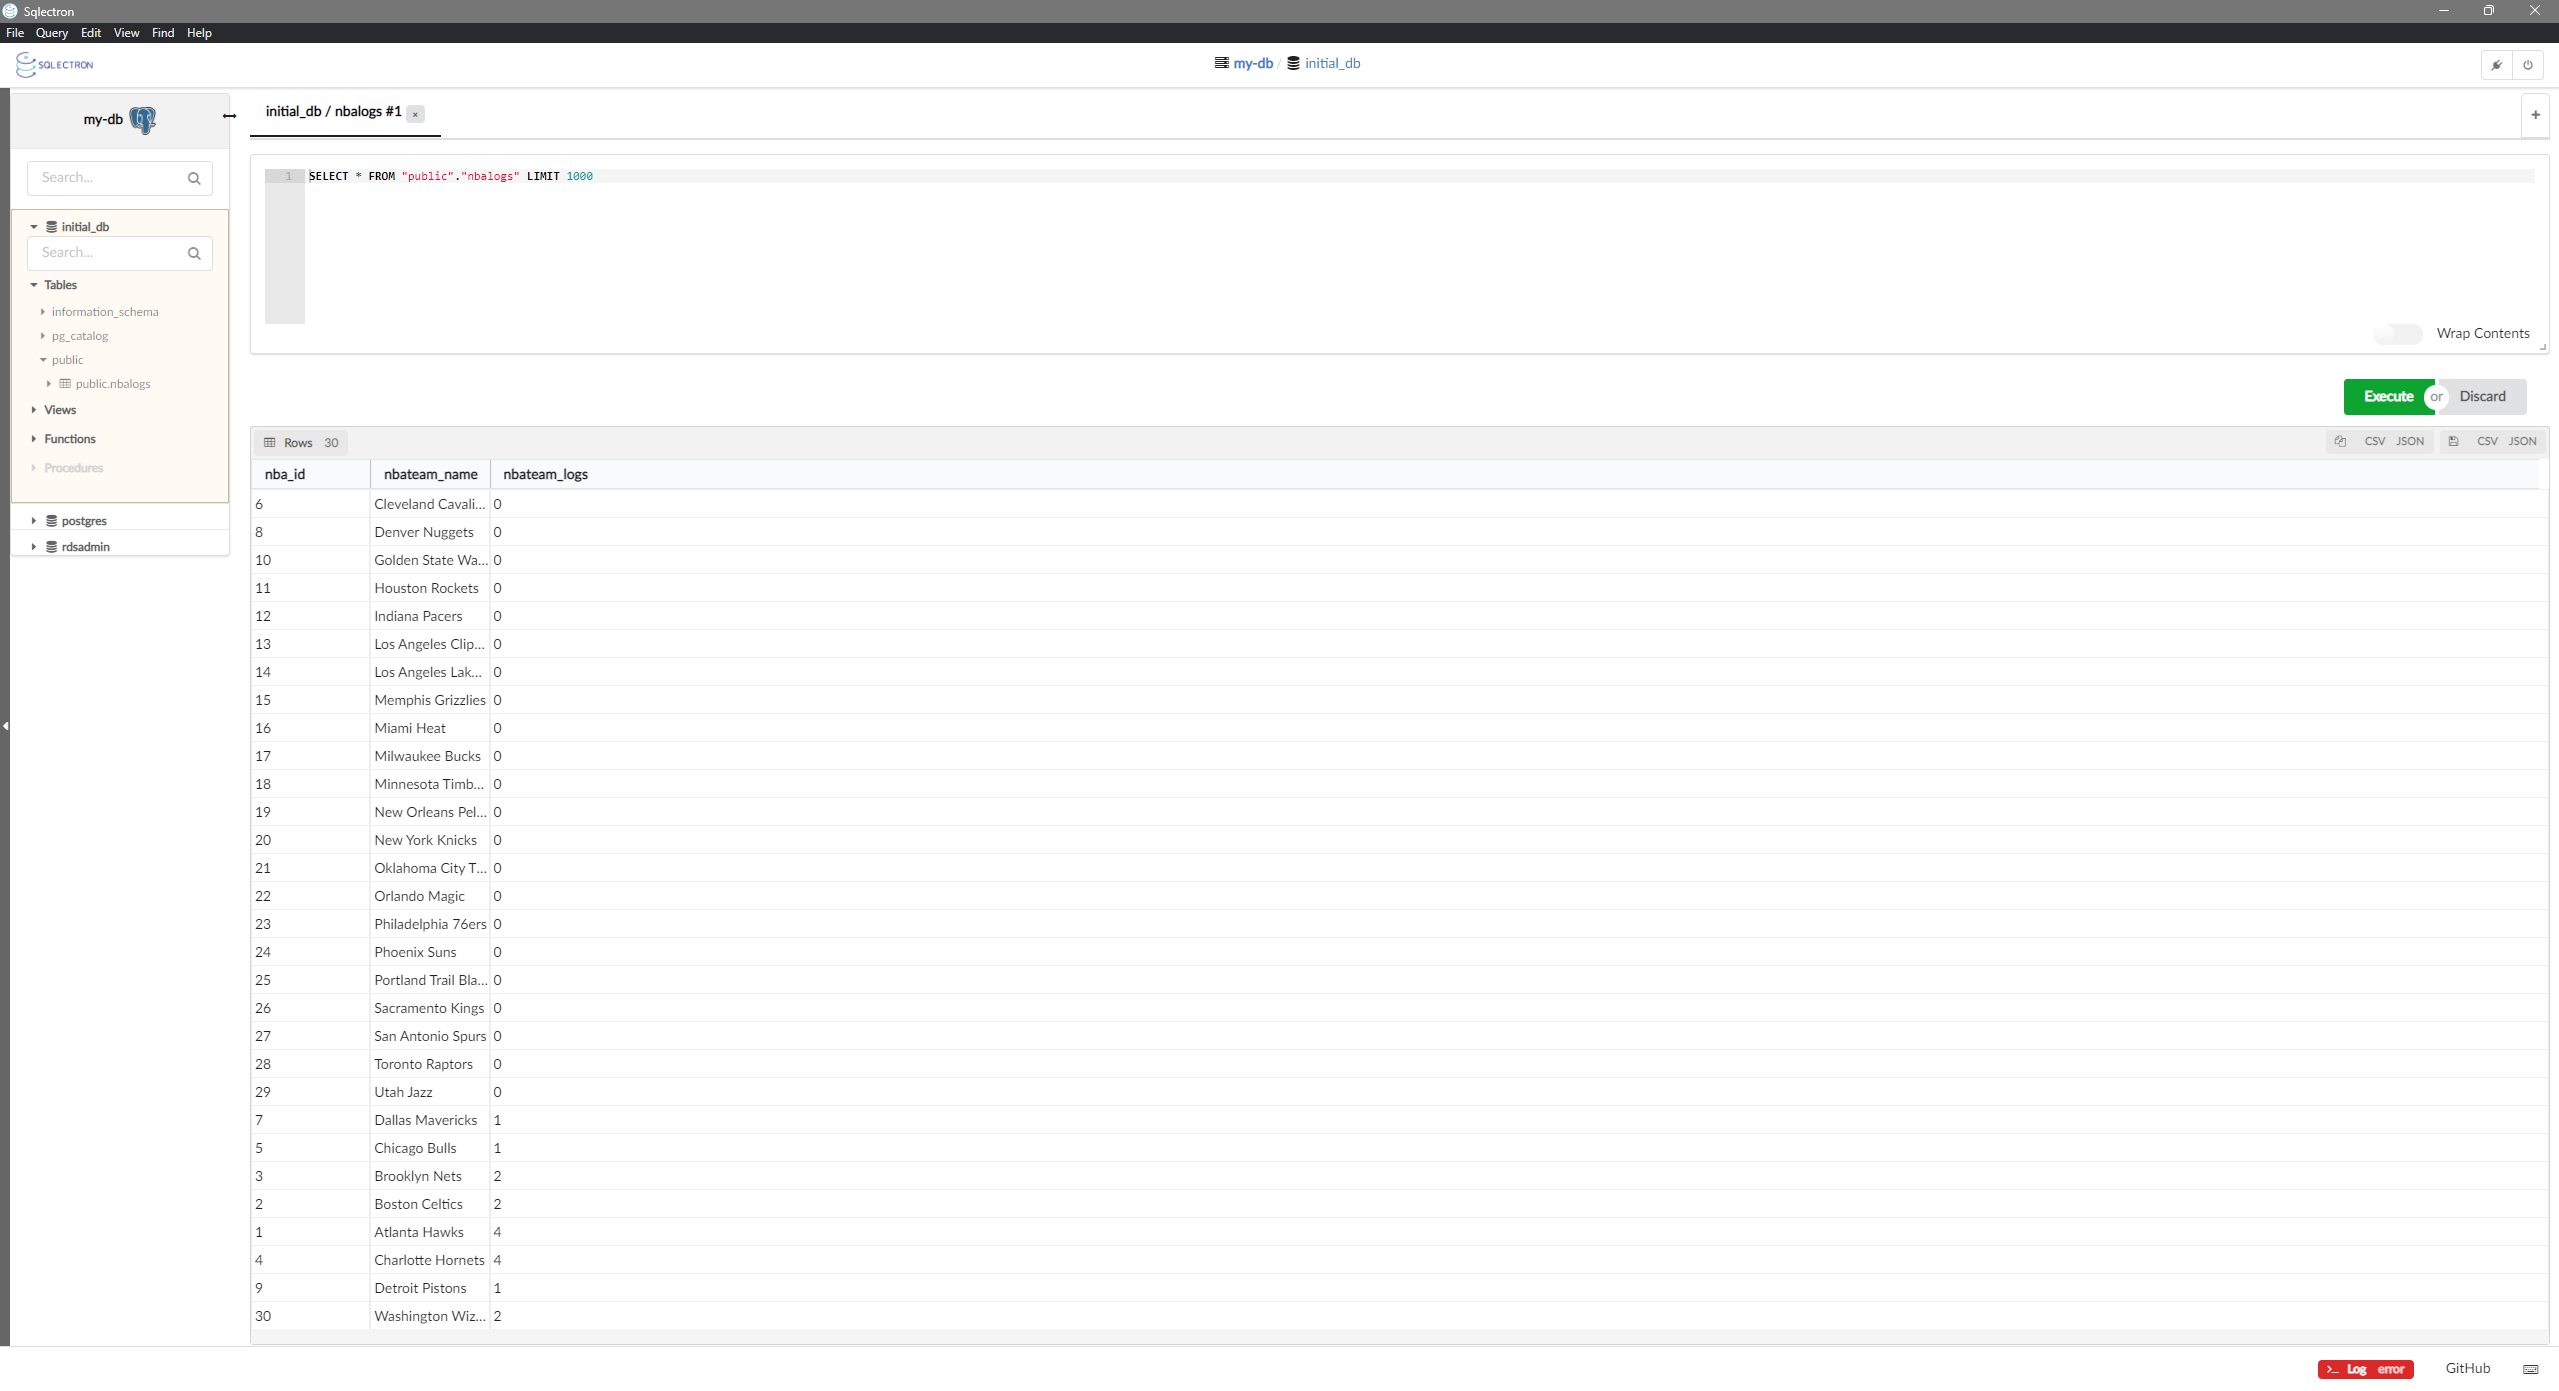 Sqlectron
File Query Edit View Find Help
SQLECTRON
my-db / initial_db
my-db
initial_db / nbalogs #1 ×
+
Search...
1 SELECT * FROM "public"."nbalogs" LIMIT 1000
initial_db
Search...
Tables
information_schema
pg_catalog
public
public.nbalogs
Views
Functions
Procedures
postgres
rdsadmin
Wrap Contents
Execute or Discard
Rows 30
CSV JSON CSV JSON
nba_id nbateam_name nbateam_logs
6 Cleveland Cavali... 0
8 Denver Nuggets 0
10 Golden State Wa... 0
11 Houston Rockets 0
12 Indiana Pacers 0
13 Los Angeles Clip... 0
14 Los Angeles Lak... 0
15 Memphis Grizzlies 0
16 Miami Heat 0
17 Milwaukee Bucks 0
18 Minnesota Timb... 0
19 New Orleans Pel... 0
20 New York Knicks 0
21 Oklahoma City T... 0
22 Orlando Magic 0
23 Philadelphia 76ers 0
24 Phoenix Suns 0
25 Portland Trail Bla... 0
26 Sacramento Kings 0
27 San Antonio Spurs 0
28 Toronto Raptors 0
29 Utah Jazz 0
7 Dallas Mavericks 1
5 Chicago Bulls 1
3 Brooklyn Nets 2
2 Boston Celtics 2
1 Atlanta Hawks 4
4 Charlotte Hornets 4
9 Detroit Pistons 1
30 Washington Wiz... 2
>_ Log error GitHub